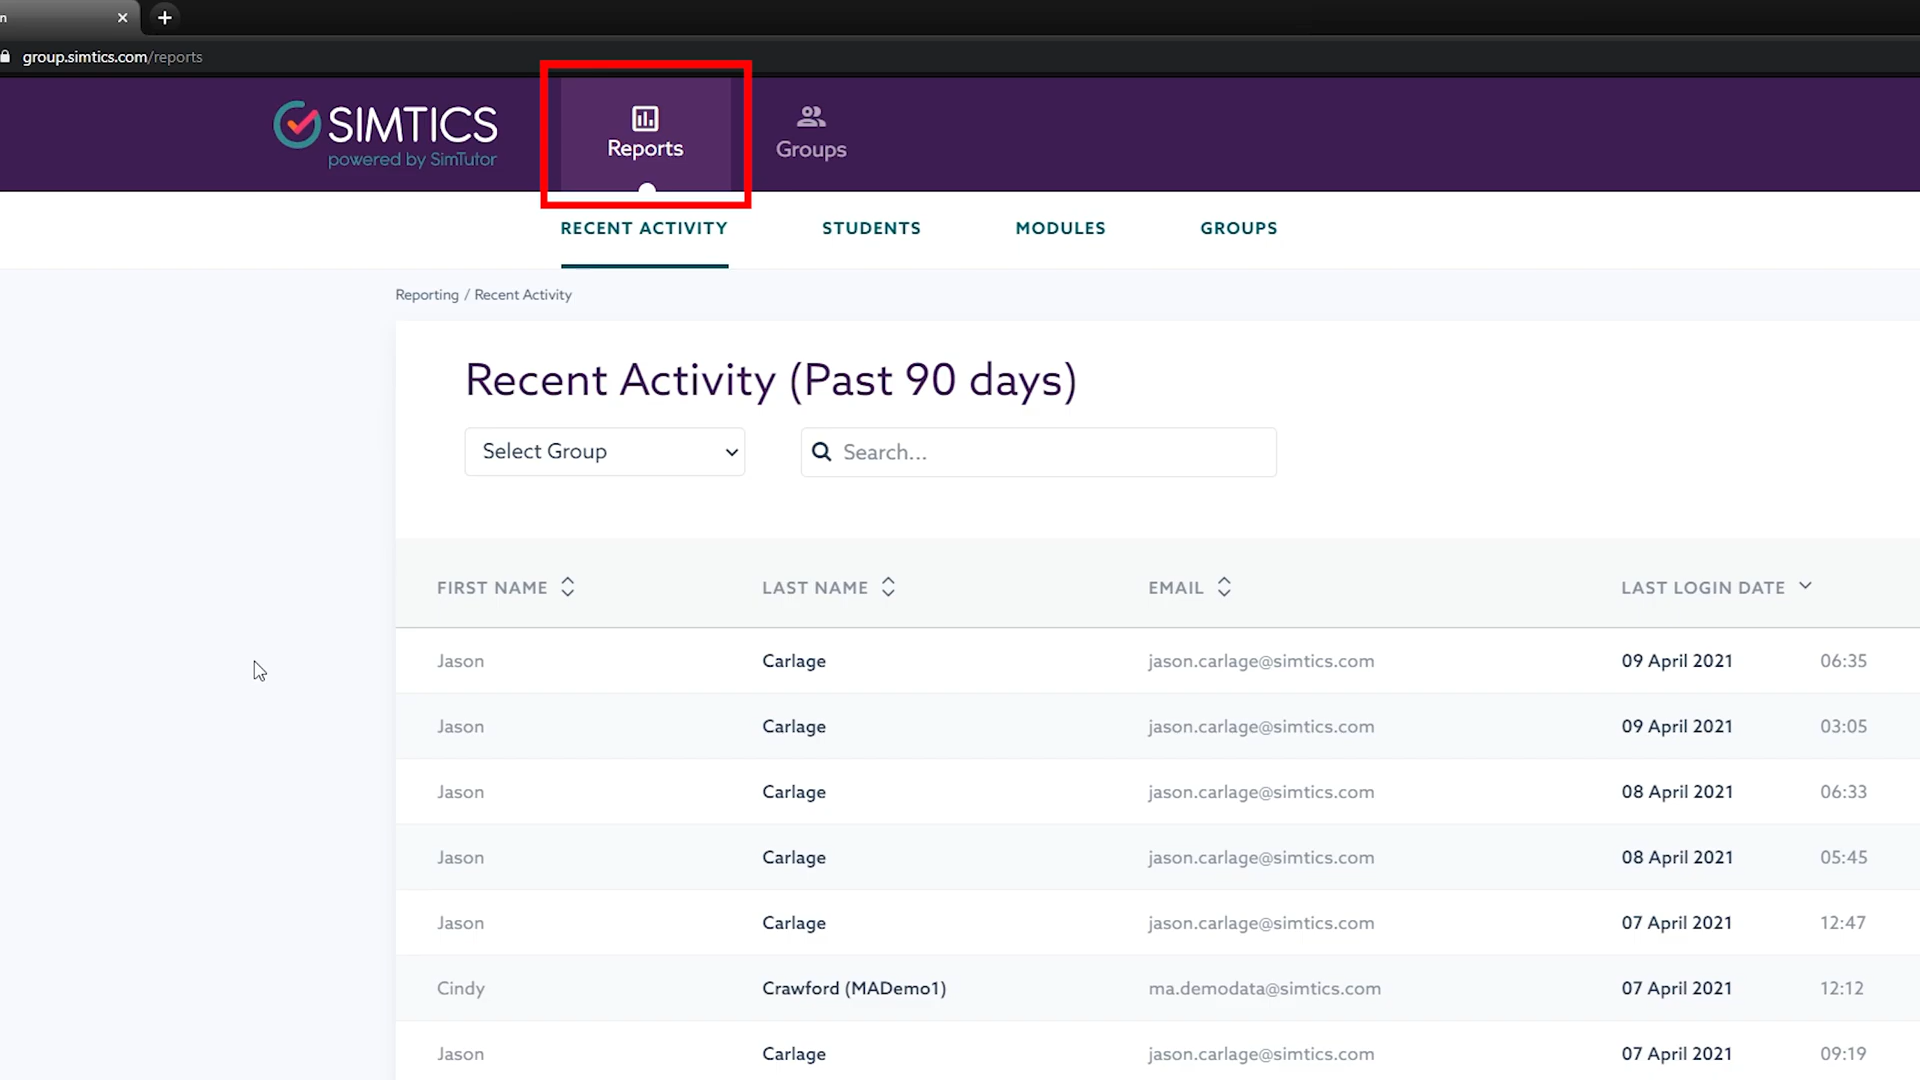 n
group.simtics.com/reports
SIMTICS
powered by SimTutor
Reports
Groups
RECENT ACTIVITY STUDENTS MODULES GROUPS
Reporting / Recent Activity
Recent Activity (Past 90 days)
Select Group
Search...
FIRST NAME LAST NAME EMAIL LAST LOGIN DATE
Jason Carlage jason.carlage@simtics.com 09 April 2021 06:35
Jason Carlage jason.carlage@simtics.com 09 April 2021 03:05
Jason Carlage jason.carlage@simtics.com 08 April 2021 06:33
Jason Carlage jason.carlage@simtics.com 08 April 2021 05:45
Jason Carlage jason.carlage@simtics.com 07 April 2021 12:47
Cindy Crawford (MADemo1) ma.demodata@simtics.com 07 April 2021 12:12
Jason Carlage jason.carlage@simtics.com 07 April 2021 09:19